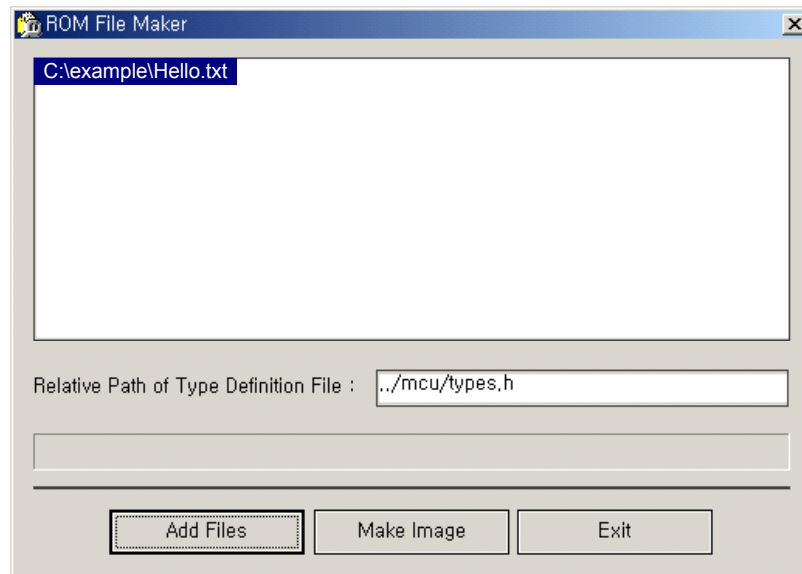 ROM File Maker
C:\example\Hello.txt
Relative Path of Type Definition File : ../mcu/types.h
Add Files Make Image Exit